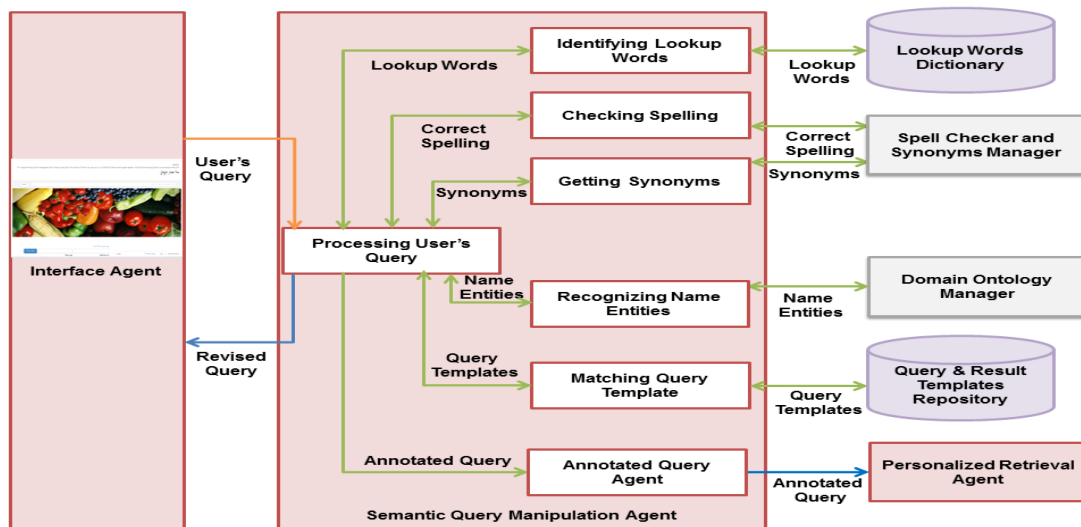 Identifying Lookup
Words
Lookup Words
Lookup
Words
Lookup Words
Dictionary
Checking Spelling
Correct
Spelling
Correct
Spelling
Spell Checker and
Synonyms Manager
User's
Query
Getting Synonyms
Synonyms
Synonyms
Processing User's
Query
Interface Agent
Name
Entities
Recognizing Name
Entities
Name
Entities
Domain Ontology
Manager
Revised
Query
Query
Templates
Matching Query
Template
Query
Templates
Query & Result
Templates
Repository
Annotated Query
Annotated Query
Agent
Annotated
Query
Personalized Retrieval
Agent
Semantic Query Manipulation Agent